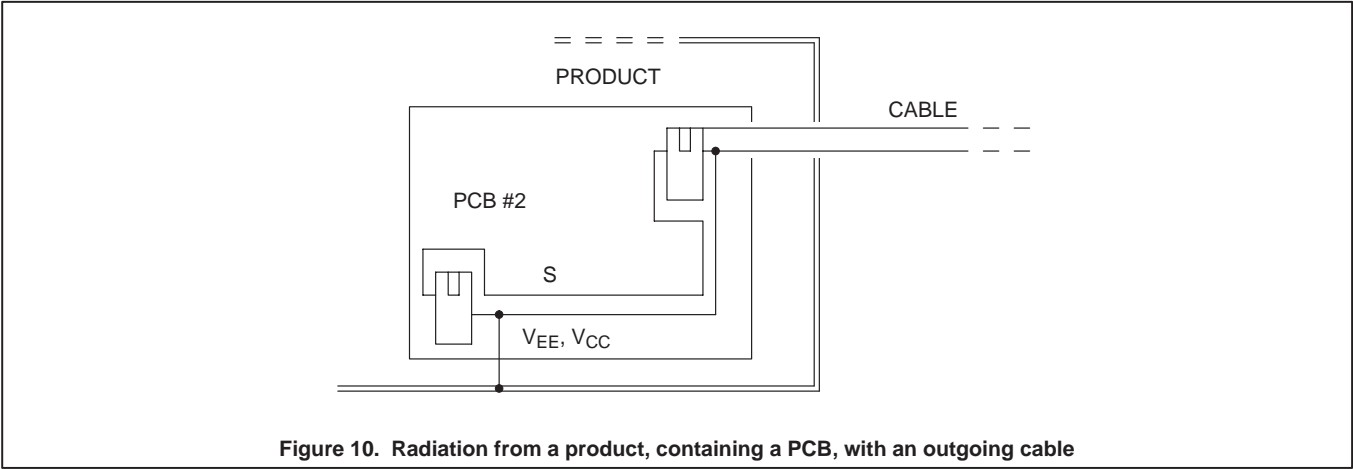 PRODUCT
CABLE
PCB #2
S
VEE, VCC
Figure 10. Radiation from a product, containing a PCB, with an outgoing cable